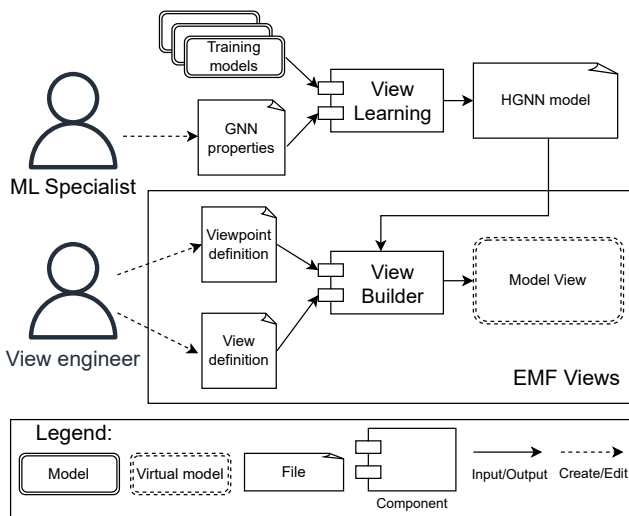 Training
models
View
Learning
HGNN model
GNN
properties
ML Specialist
Viewpoint
definition
View
Builder
Model View
View
definition
View engineer
EMF Views
Legend:
Model
Virtual model
File
Component
Input/Output
Create/Edit